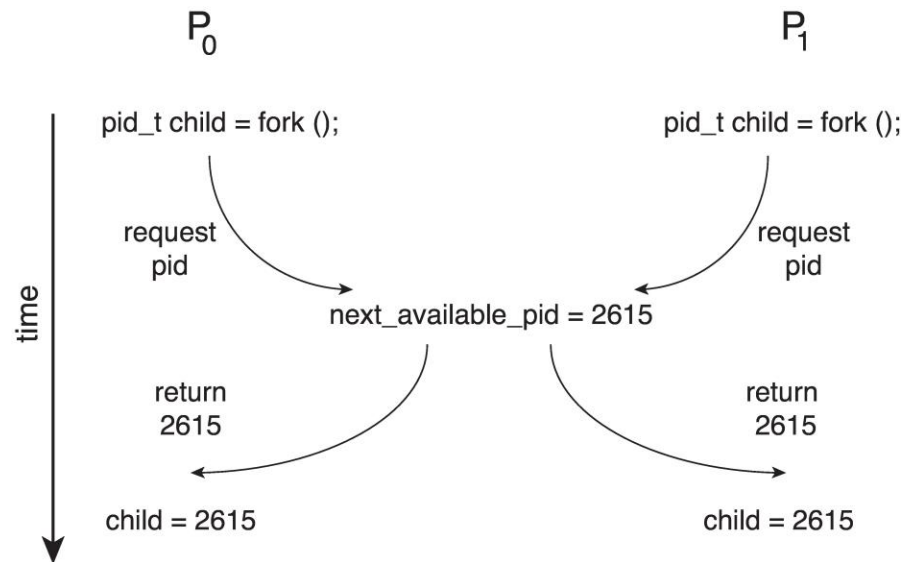 P0
P1
pid_t child = fork ();
pid_t child = fork ();
request
pid
request
pid
next_available_pid = 2615
time
return
2615
return
2615
child = 2615
child = 2615